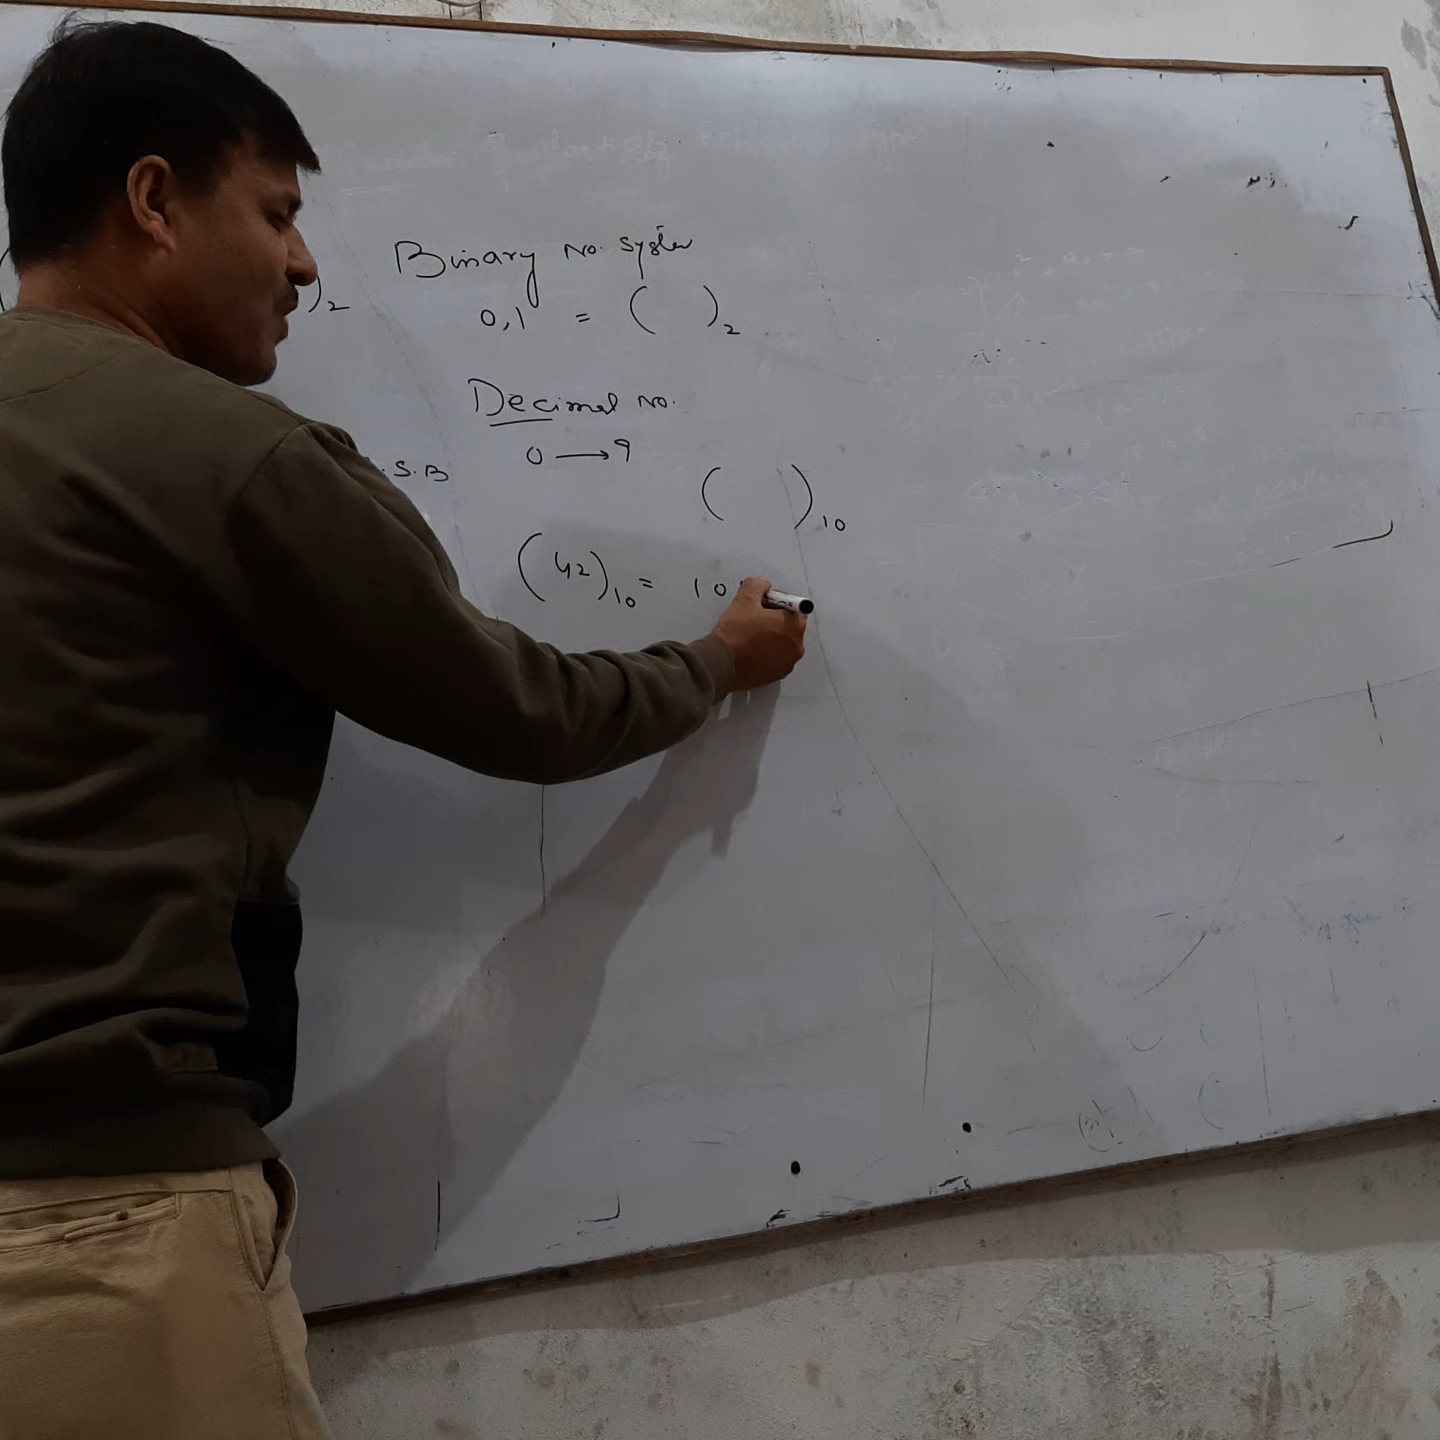 Binary No. System
)2
0,1 = ( )2
Decimal No.
0 → 9
.S.B
( )10
(42)10 = 10